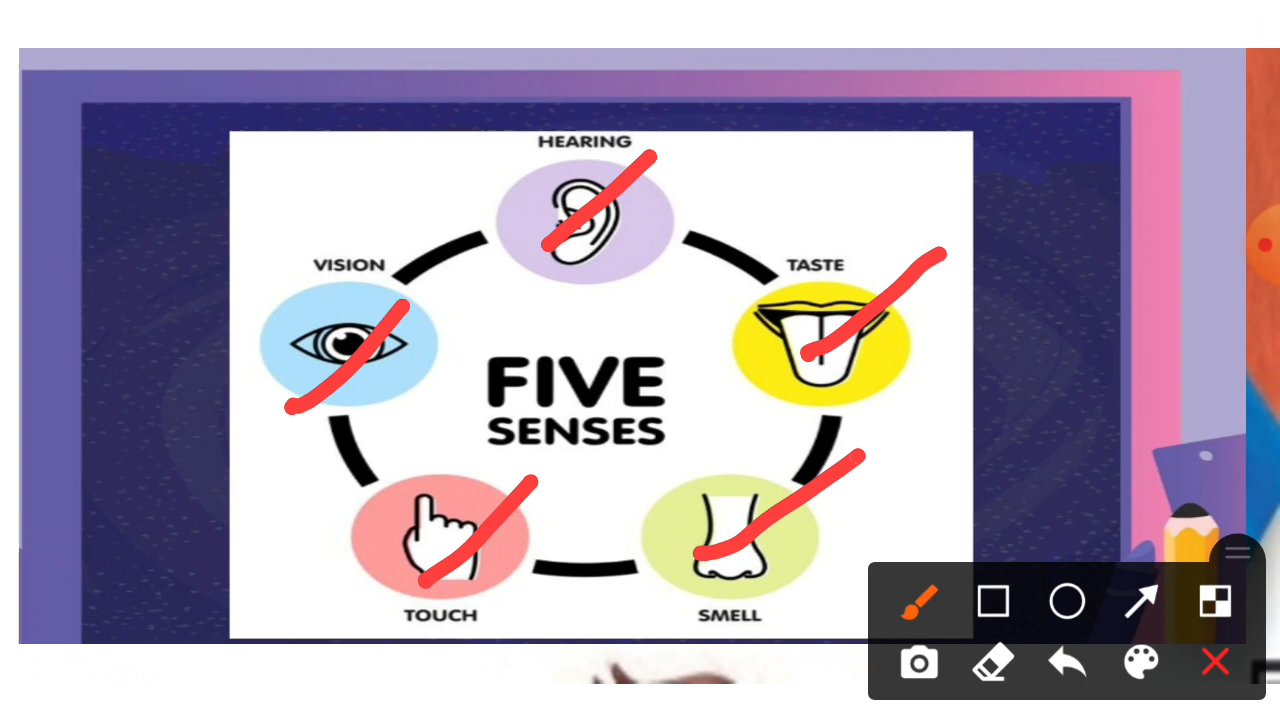 HEARING
VISION
TASTE
FIVE
SENSES
TOUCH
SMELL